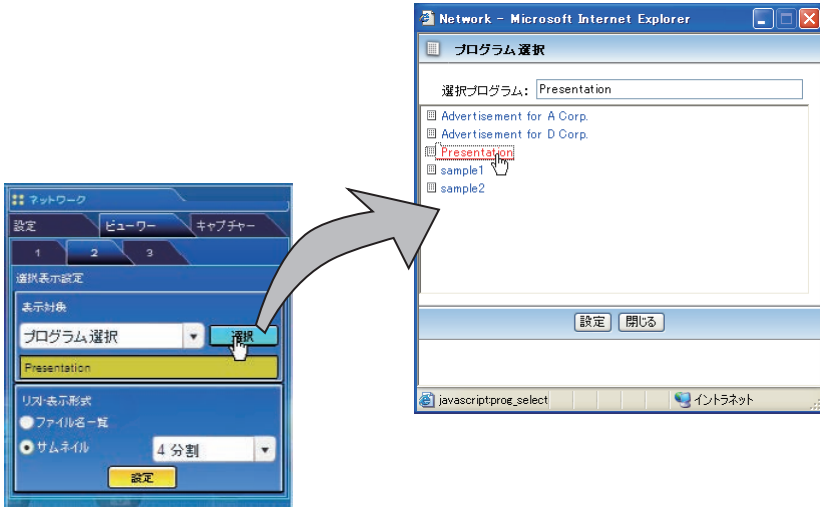 Network - Microsoft Internet Explorer
プログラム選択
選択プログラム: Presentation
Advertisement for A Corp.
Advertisement for D Corp.
Presentation
sample1
sample2
設定 閉じる
javascript:prog_select イントラネット
ネットワーク
設定 ビューワー キャプチャー
1 2 3
選択表示設定
表示対象
プログラム選択 選択
Presentation
リスト表示形式
ファイル名一覧
サムネイル 4 分割
設定